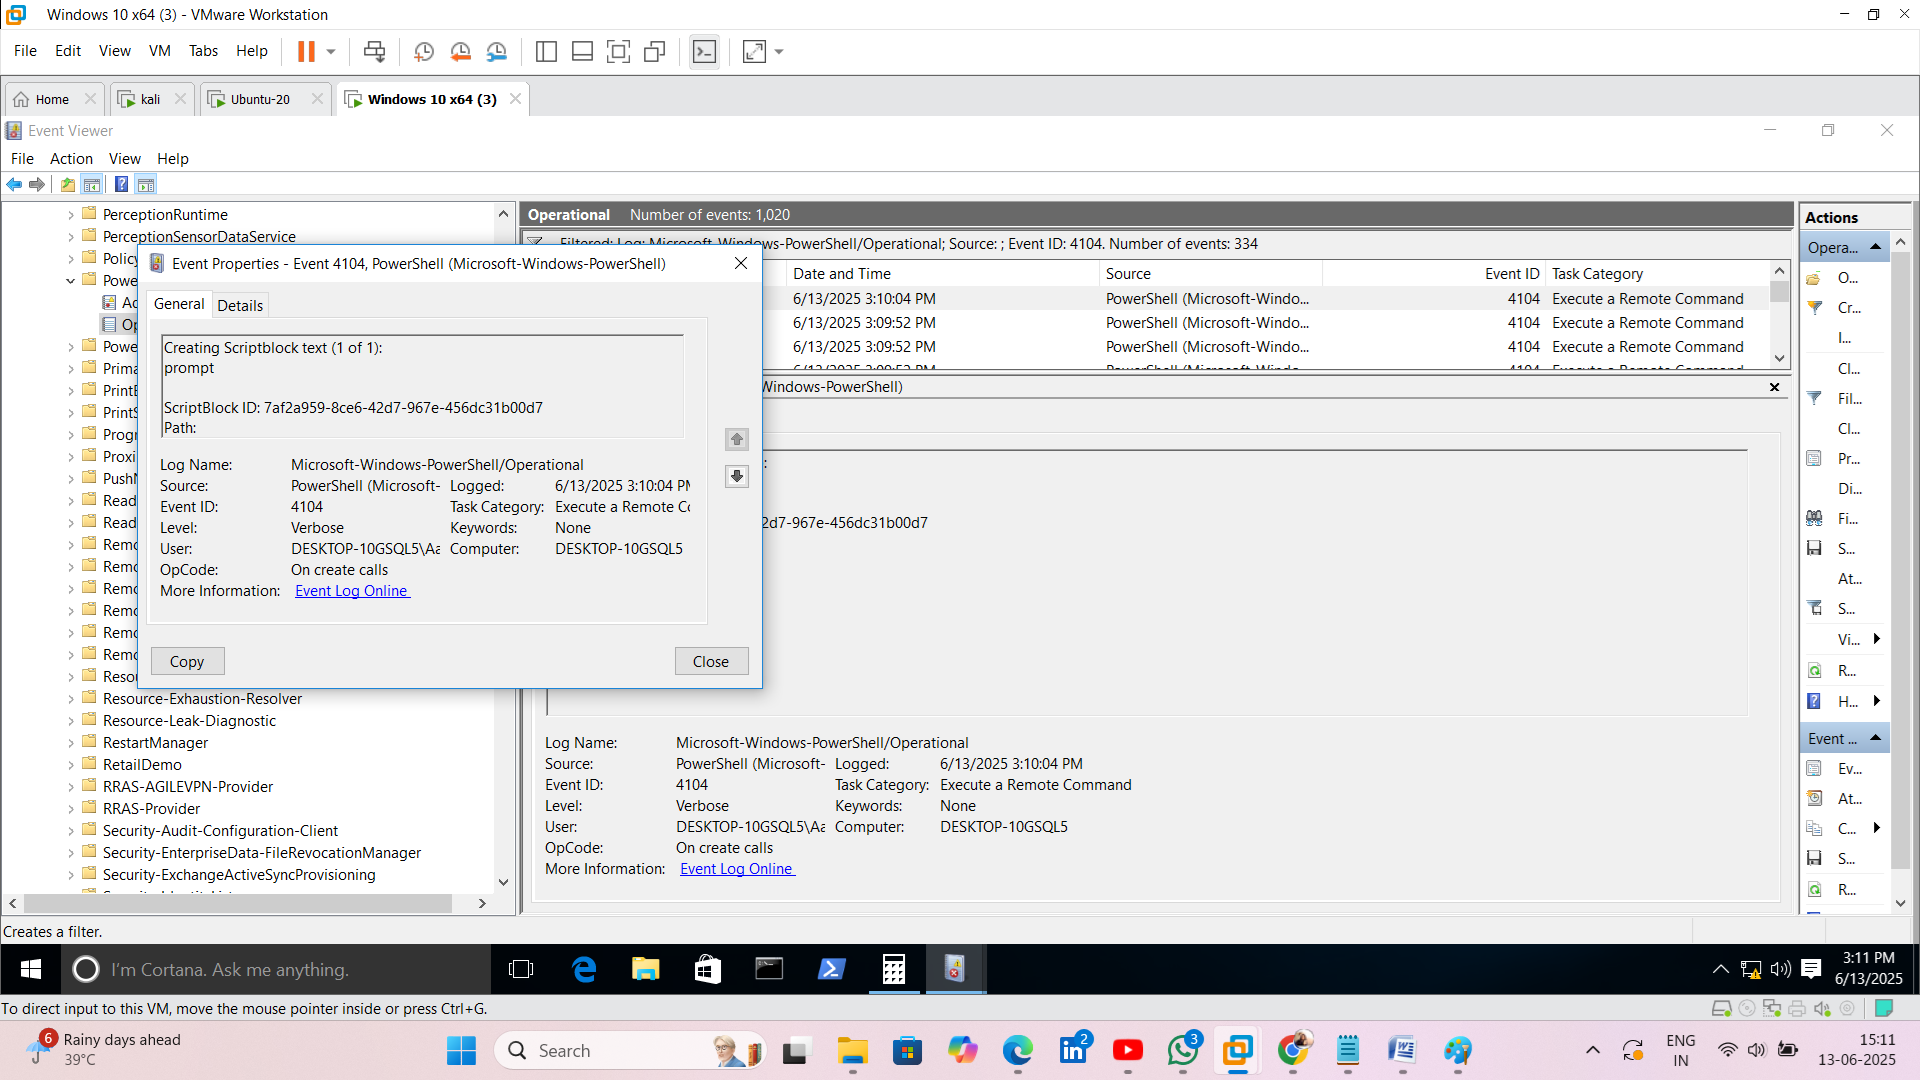 Windows 10 x64 (3) - VMware Workstation
File Edit View VM Tabs Help
Home kali Ubuntu-20 Windows 10 x64 (3)
Event Viewer
File Action View Help
PerceptionRuntime
PerceptionSensorDataService
Policy
Powe
Ac
Op
Powe
Prima
PrintB
PrintS
Progr
Proxi
PushN
Read
Read
Remo
Remo
Remo
Remo
Remo
Remo
Resou
Resource-Exhaustion-Resolver
Resource-Leak-Diagnostic
RestartManager
RetailDemo
RRAS-AGILEVPN-Provider
RRAS-Provider
Security-Audit-Configuration-Client
Security-EnterpriseData-FileRevocationManager
Security-ExchangeActiveSyncProvisioning
Operational Number of events: 1,020
Filtered: Log: Microsoft-Windows-PowerShell/Operational; Source: ; Event ID: 4104. Number of events: 334
Date and Time Source Event ID Task Category
6/13/2025 3:10:04 PM PowerShell (Microsoft-Windo... 4104 Execute a Remote Command
6/13/2025 3:09:52 PM PowerShell (Microsoft-Windo... 4104 Execute a Remote Command
6/13/2025 3:09:52 PM PowerShell (Microsoft-Windo... 4104 Execute a Remote Command
Windows-PowerShell)
:
2d7-967e-456dc31b00d7
Log Name: Microsoft-Windows-PowerShell/Operational
Source: PowerShell (Microsoft- Logged: 6/13/2025 3:10:04 PM
Event ID: 4104 Task Category: Execute a Remote Command
Level: Verbose Keywords: None
User: DESKTOP-10GSQL5\Aa Computer: DESKTOP-10GSQL5
OpCode: On create calls
More Information: Event Log Online
Event Properties - Event 4104, PowerShell (Microsoft-Windows-PowerShell)
General Details
Creating Scriptblock text (1 of 1):
prompt
ScriptBlock ID: 7af2a959-8ce6-42d7-967e-456dc31b00d7
Path:
Log Name: Microsoft-Windows-PowerShell/Operational
Source: PowerShell (Microsoft- Logged: 6/13/2025 3:10:04 PM
Event ID: 4104 Task Category: Execute a Remote Co
Level: Verbose Keywords: None
User: DESKTOP-10GSQL5\Aa Computer: DESKTOP-10GSQL5
OpCode: On create calls
More Information: Event Log Online
Copy Close
Actions
Opera...
O...
Cr...
I...
Cl...
Fil...
Cl...
Pr...
Di...
Fi...
S...
At...
S...
Vi...
R...
H...
Event ...
Ev...
At...
C...
S...
R...
Creates a filter.
I'm Cortana. Ask me anything.
3:11 PM
6/13/2025
To direct input to this VM, move the mouse pointer inside or press Ctrl+G.
6
Rainy days ahead
39°C
Search
2
3
ENG
IN
15:11
13-06-2025